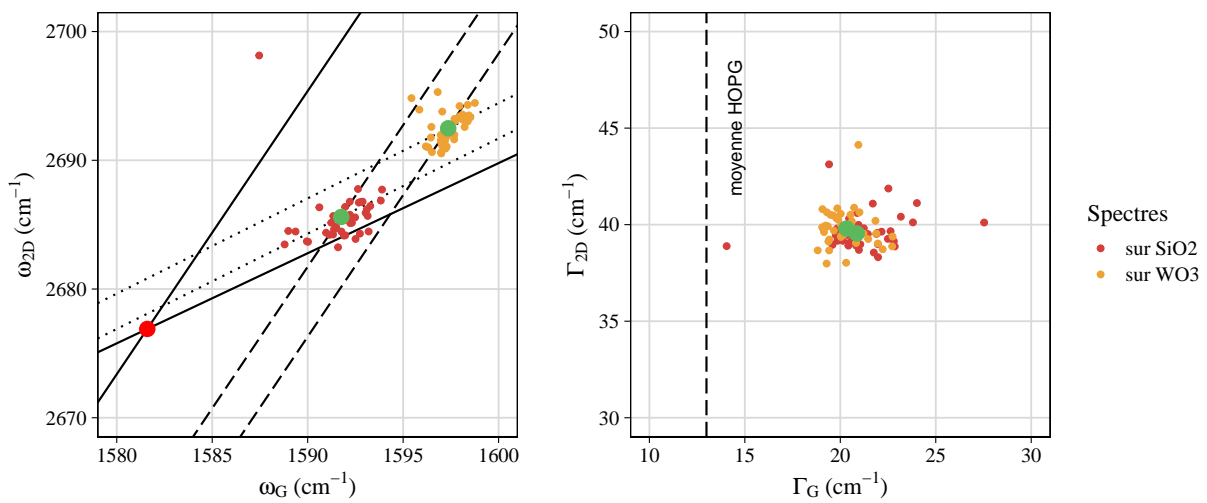 2700
2690
2680
2670
1580
1585
1590
1595
1600
ω2D (cm−1)
ωG (cm−1)
50
45
40
35
30
10
15
20
25
30
Γ2D (cm−1)
ΓG (cm−1)
moyenne HOPG
Spectres
sur SiO2
sur WO3